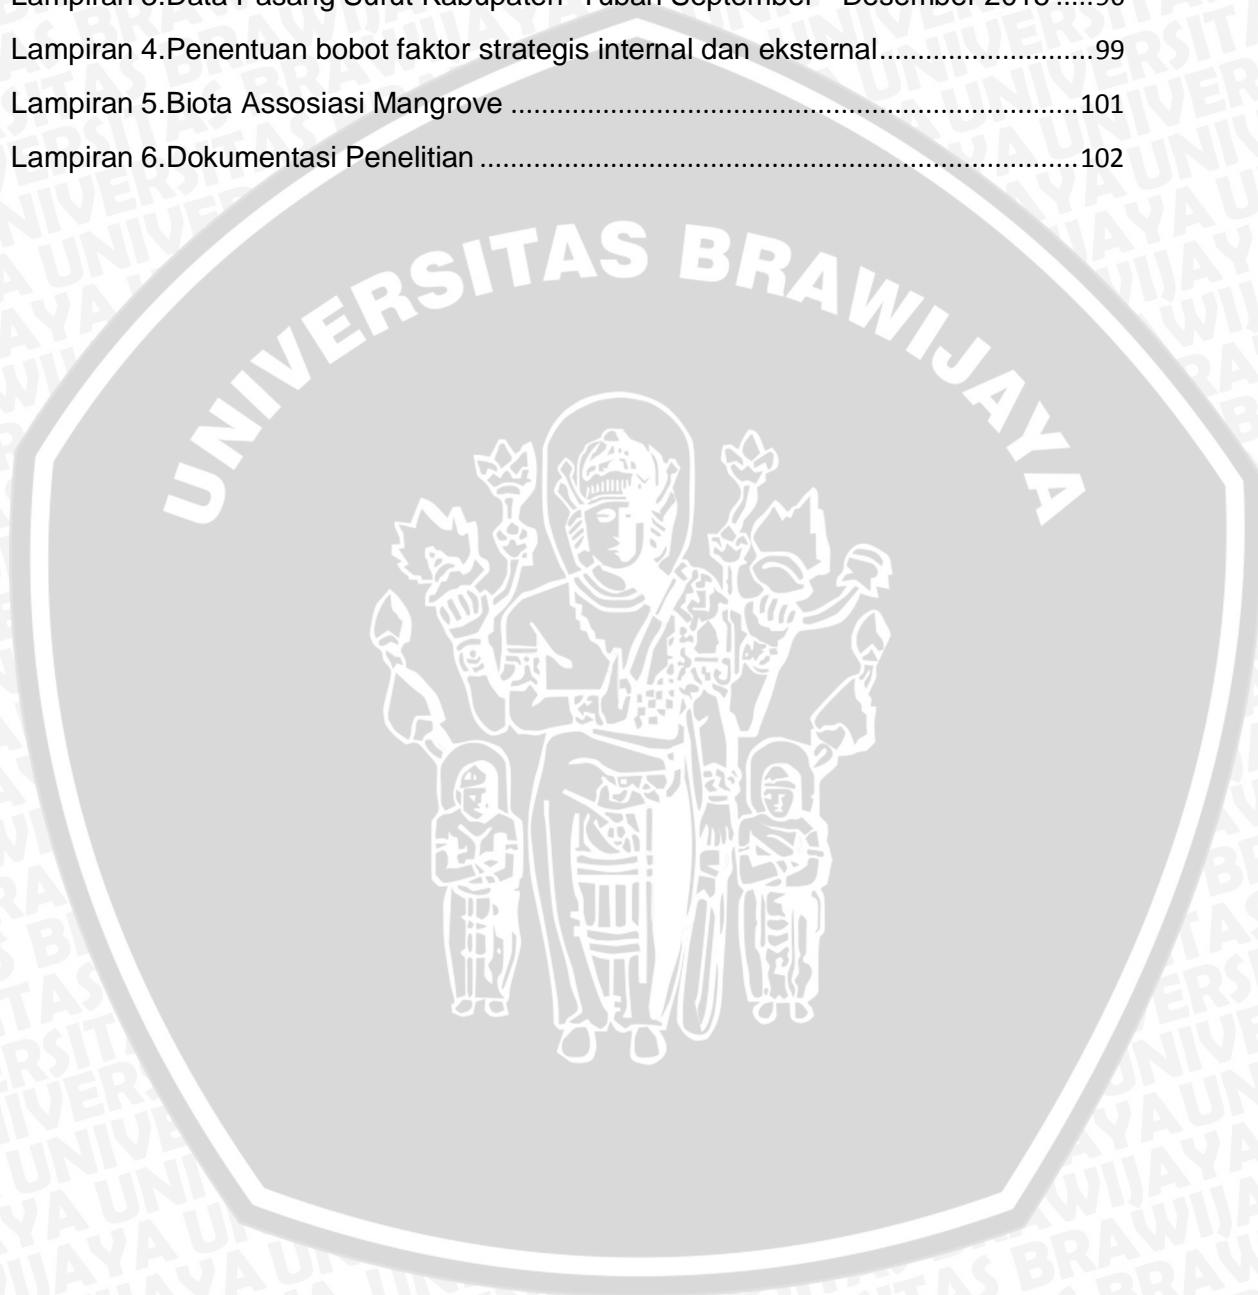 Lampiran 4.Penentuan bobot faktor strategis internal dan eksternal............................99
Lampiran 5.Biota Assosiasi Mangrove ..........................................................................101
Lampiran 6.Dokumentasi Penelitian ..............................................................................102
UNIVERSITAS BRAWIJAYA